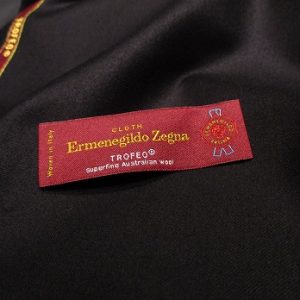 CLOTH
Ermenegildo Zegna
TROFEO®
Superfine Australian Wool
Woven in Italy